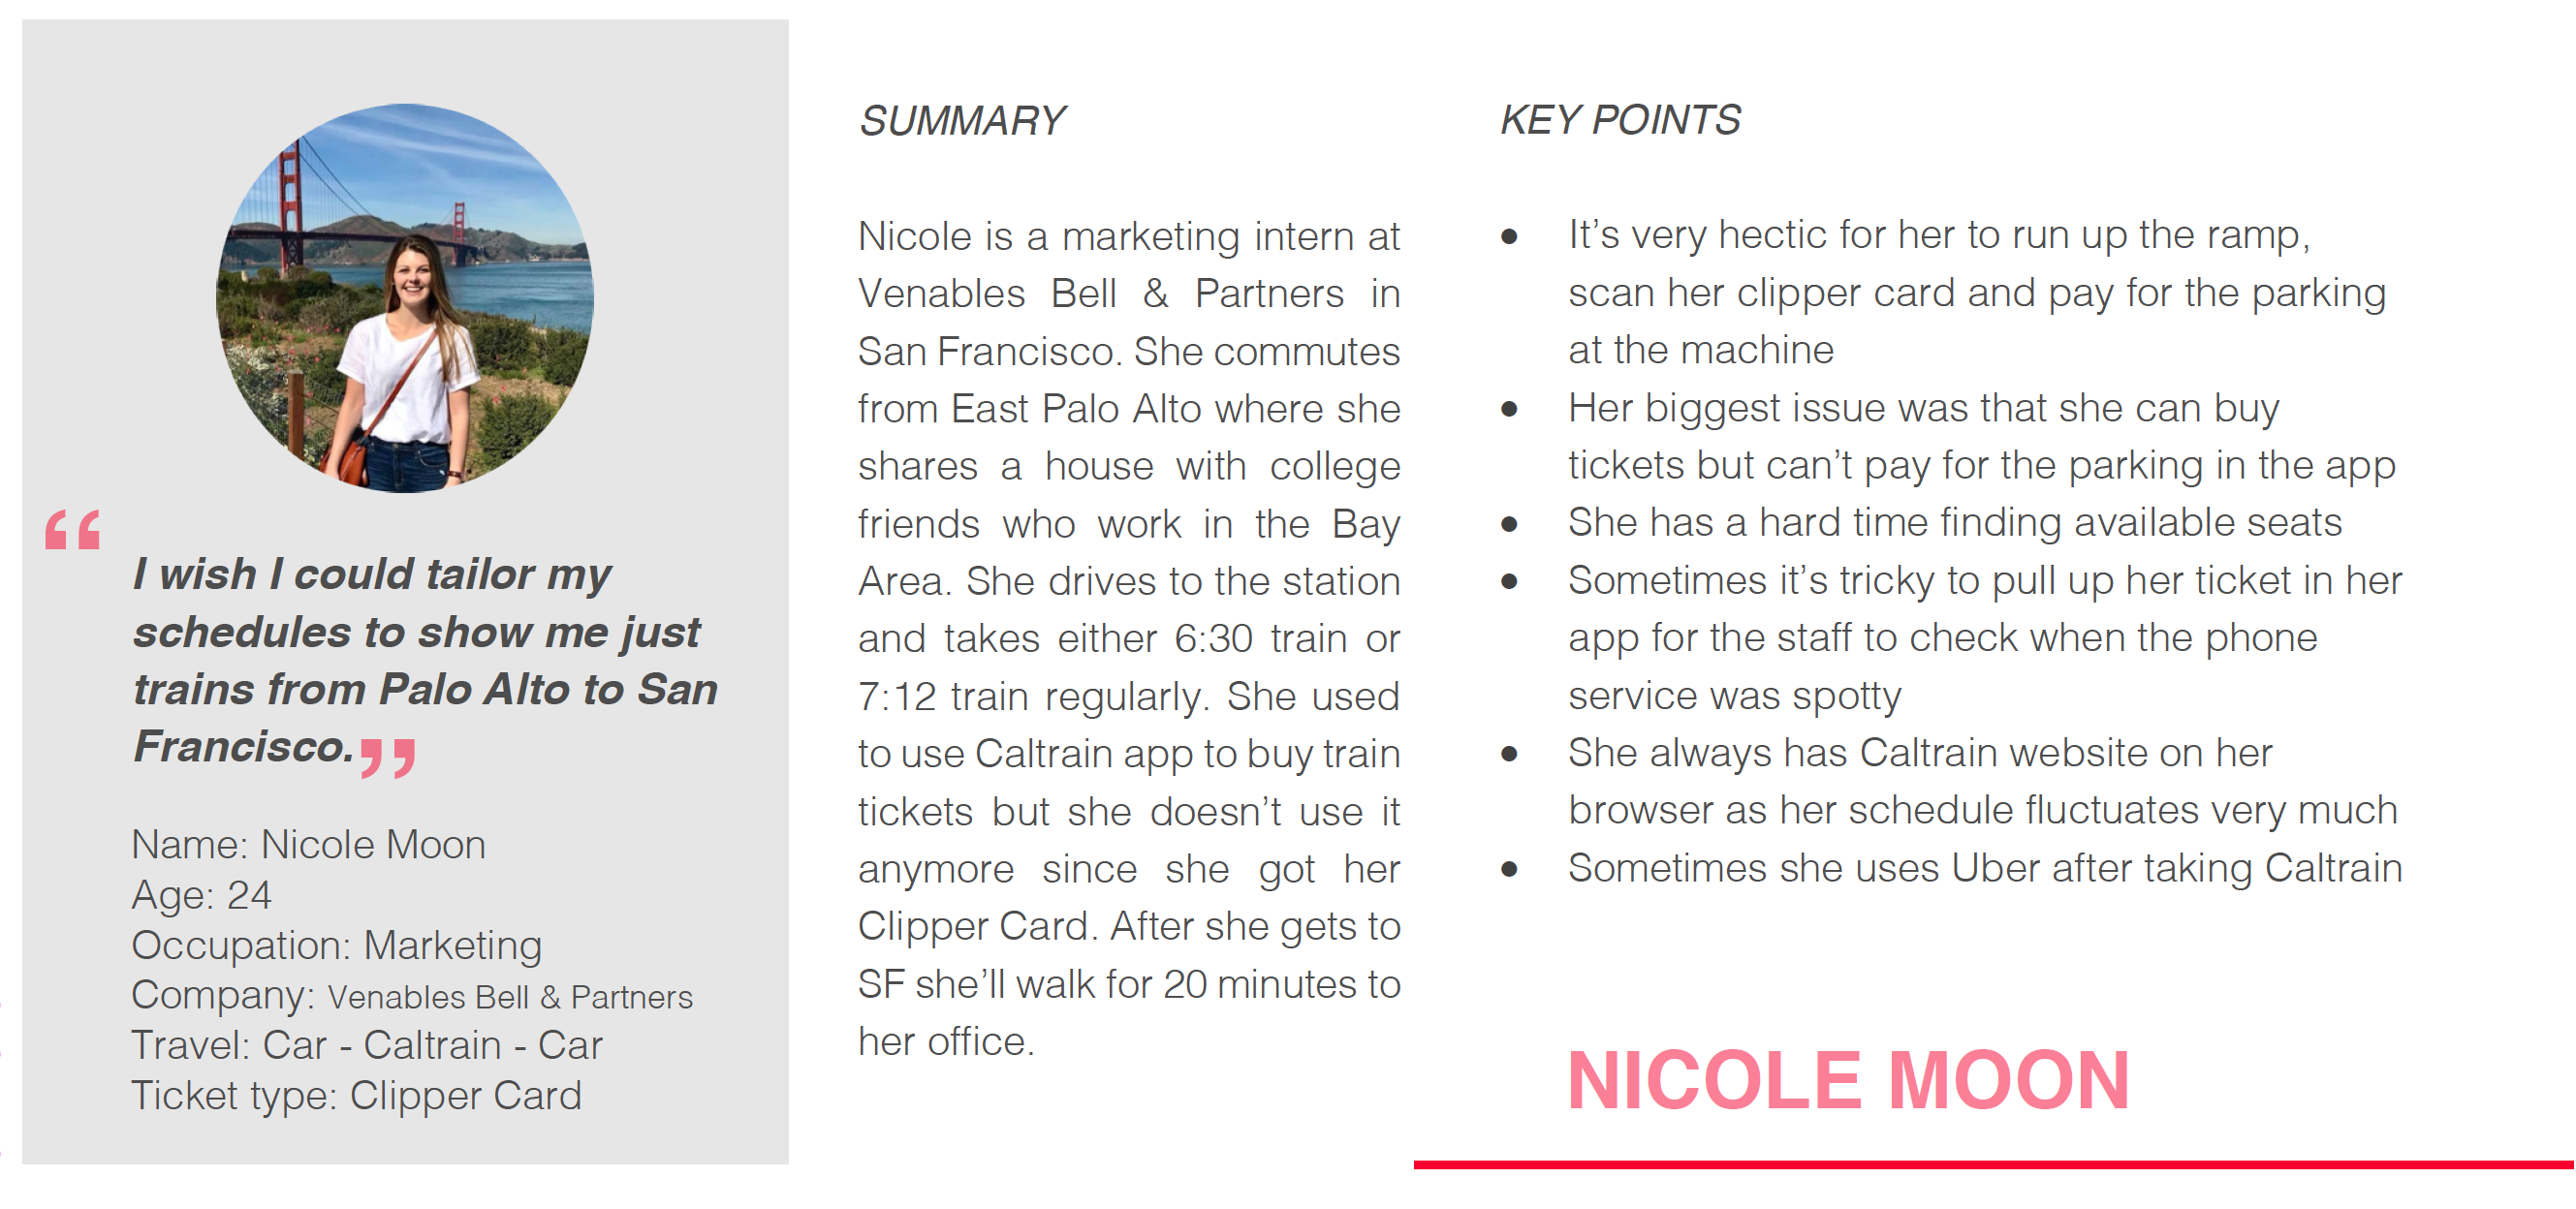 “
I wish I could tailor my
schedules to show me just
trains from Palo Alto to San
Francisco.”
Name: Nicole Moon
Age: 24
Occupation: Marketing
Company: Venables Bell & Partners
Travel: Car - Caltrain - Car
Ticket type: Clipper Card
SUMMARY
Nicole is a marketing intern at
Venables Bell & Partners in
San Francisco. She commutes
from East Palo Alto where she
shares a house with college
friends who work in the Bay
Area. She drives to the station
and takes either 6:30 train or
7:12 train regularly. She used
to use Caltrain app to buy train
tickets but she doesn’t use it
anymore since she got her
Clipper Card. After she gets to
SF she’ll walk for 20 minutes to
her office.
KEY POINTS
● It’s very hectic for her to run up the ramp,
scan her clipper card and pay for the parking
at the machine
● Her biggest issue was that she can buy
tickets but can’t pay for the parking in the app
● She has a hard time finding available seats
● Sometimes it’s tricky to pull up her ticket in her
app for the staff to check when the phone
service was spotty
● She always has Caltrain website on her
browser as her schedule fluctuates very much
● Sometimes she uses Uber after taking Caltrain
NICOLE MOON